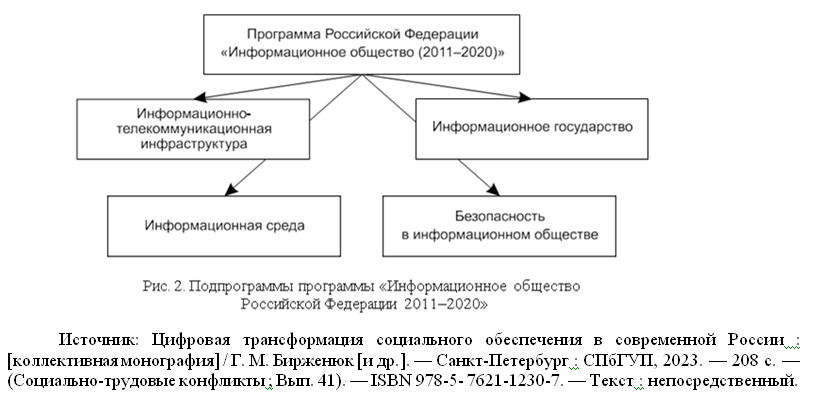 Программа Российской Федерации
«Информационное общество (2011–2020)»
Информационно-
телекоммуникационная
инфраструктура
Информационное государство
Информационная среда
Безопасность
в информационном обществе
Рис. 2. Подпрограммы программы «Информационное общество
Российской Федерации 2011–2020»
Источник: Цифровая трансформация социального обеспечения в современной России :
[коллективная монография] / Г. М. Бирженюк [и др.]. — Санкт-Петербург : СПбГУП, 2023. — 208 с. —
(Социально-трудовые конфликты ; Вып. 41). — ISBN 978-5- 7621-1230-7. — Текст : непосредственный.